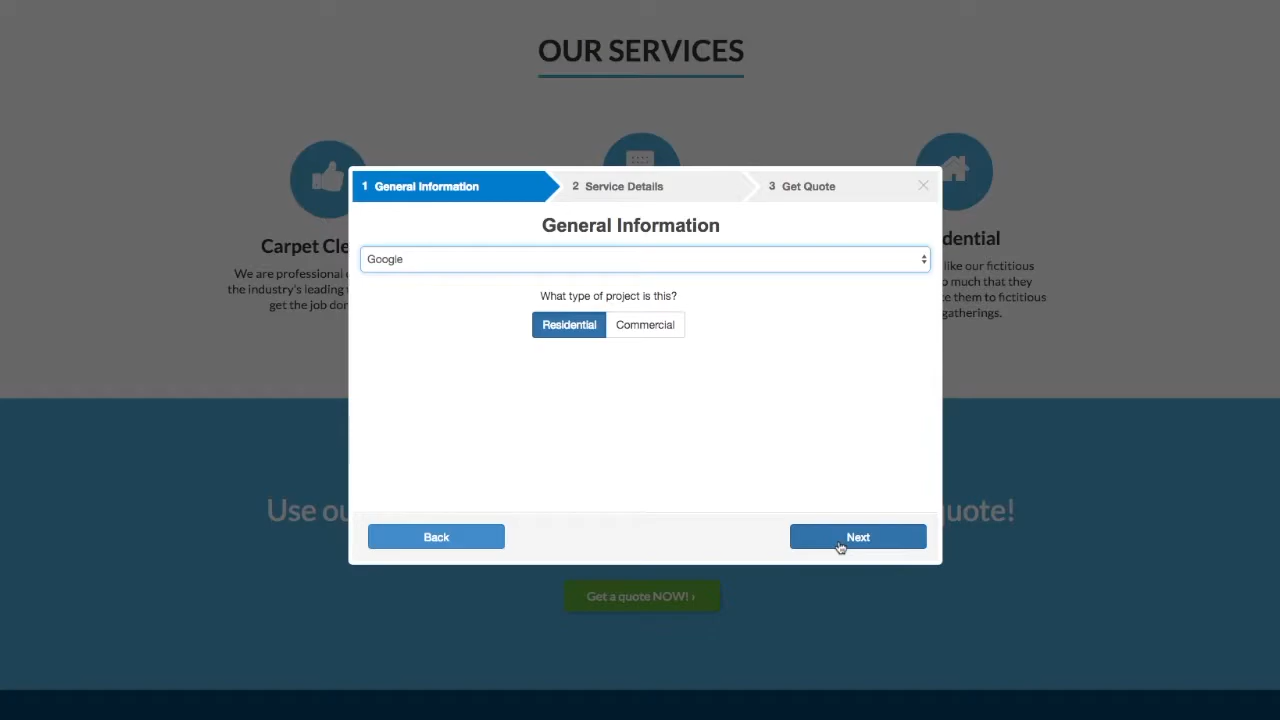 OUR SERVICES
1 General Information
2 Service Details
3 Get Quote
General Information
Google
What type of project is this?
Residential
Commercial
Back
Next
Carpet Cle
We are professional
the industry's leading
get the job don
dential
like our fictitious
so much that they
e them to fictitious
gatherings.
Use ou
quote!
Get a quote NOW! ›